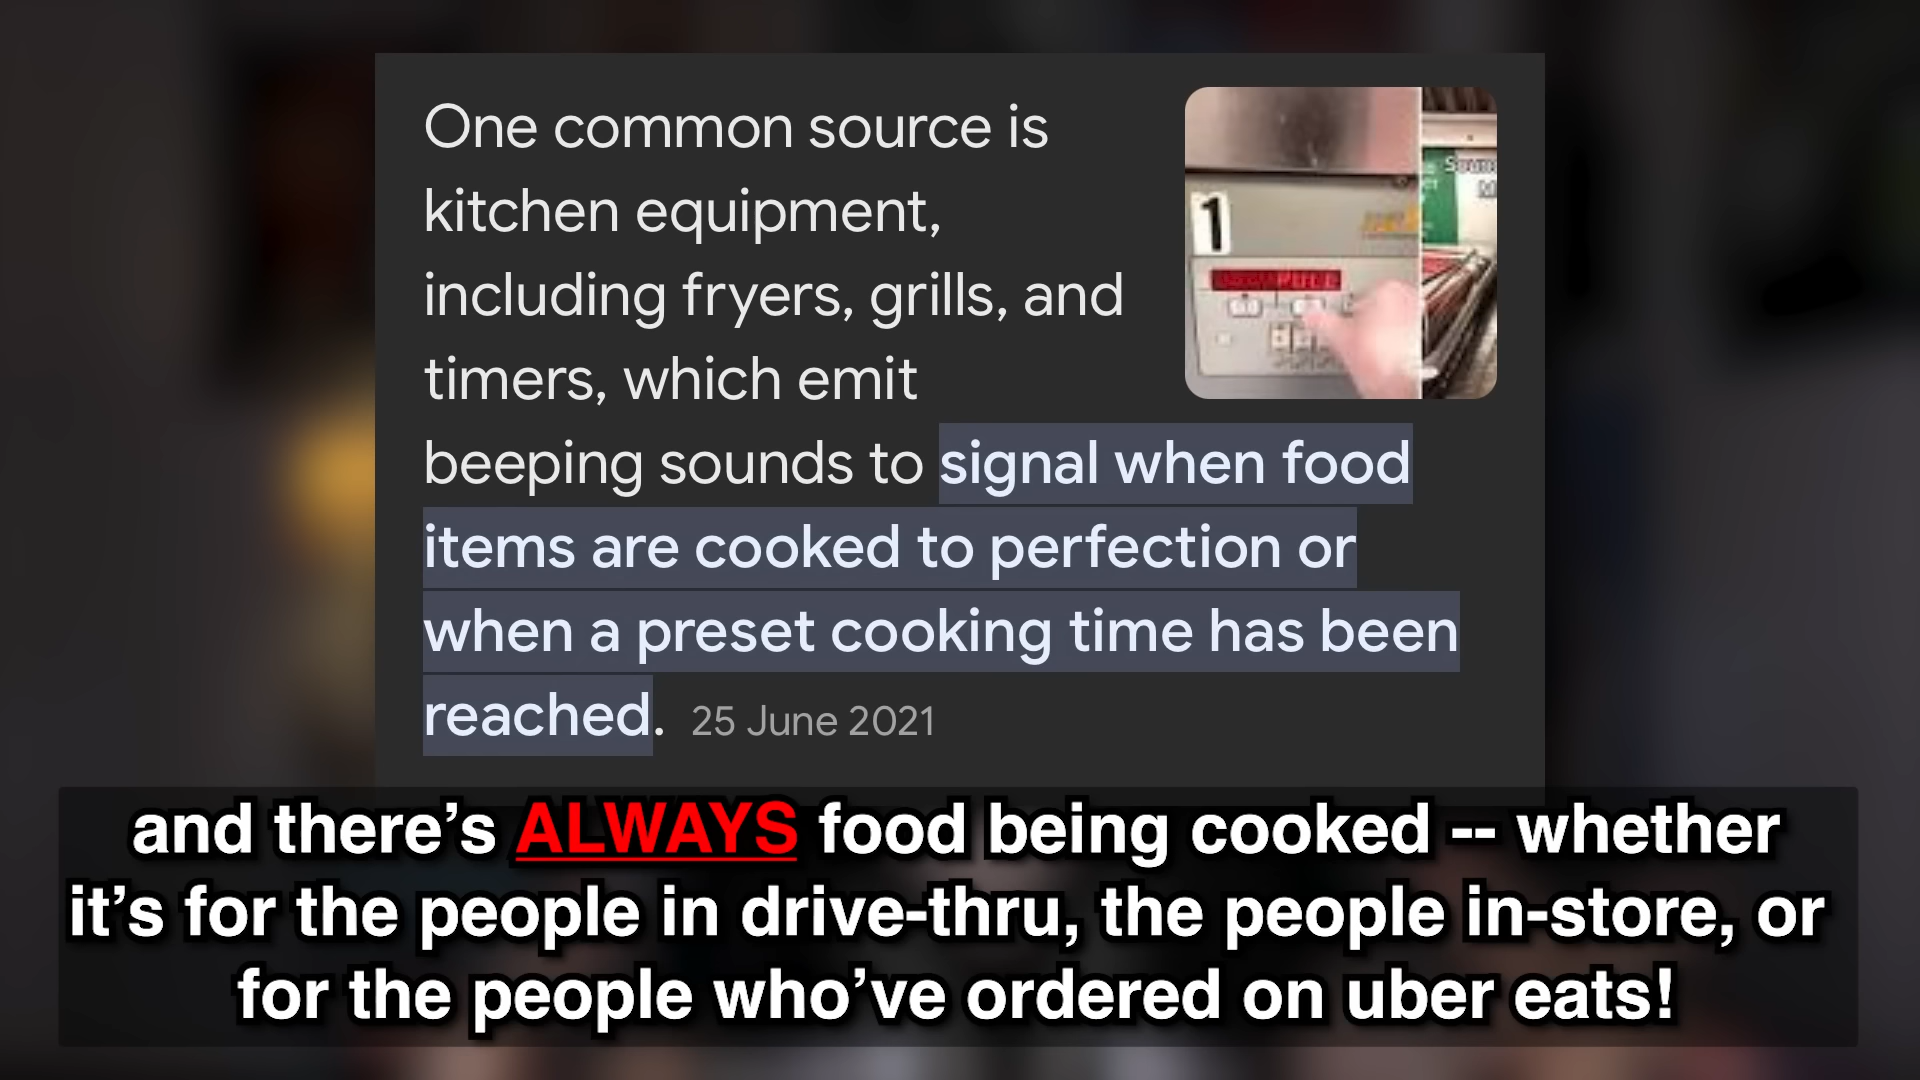 One common source is
kitchen equipment,
including fryers, grills, and
timers, which emit
beeping sounds to signal when food
items are cooked to perfection or
when a preset cooking time has been
reached. 25 June 2021
1
and there’s ALWAYS food being cooked -- whether
it’s for the people in drive-thru, the people in-store, or
for the people who’ve ordered on uber eats!